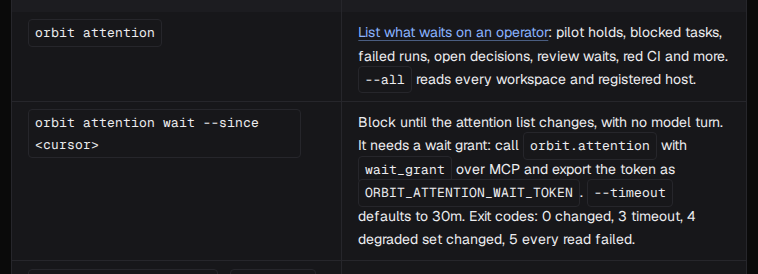 orbit attention
List what waits on an operator: pilot holds, blocked tasks,
failed runs, open decisions, review waits, red CI and more.
--all reads every workspace and registered host.
orbit attention wait --since
<cursor>
Block until the attention list changes, with no model turn.
It needs a wait grant: call orbit.attention with
wait_grant over MCP and export the token as
ORBIT_ATTENTION_WAIT_TOKEN. --timeout
defaults to 30m. Exit codes: 0 changed, 3 timeout, 4
degraded set changed, 5 every read failed.